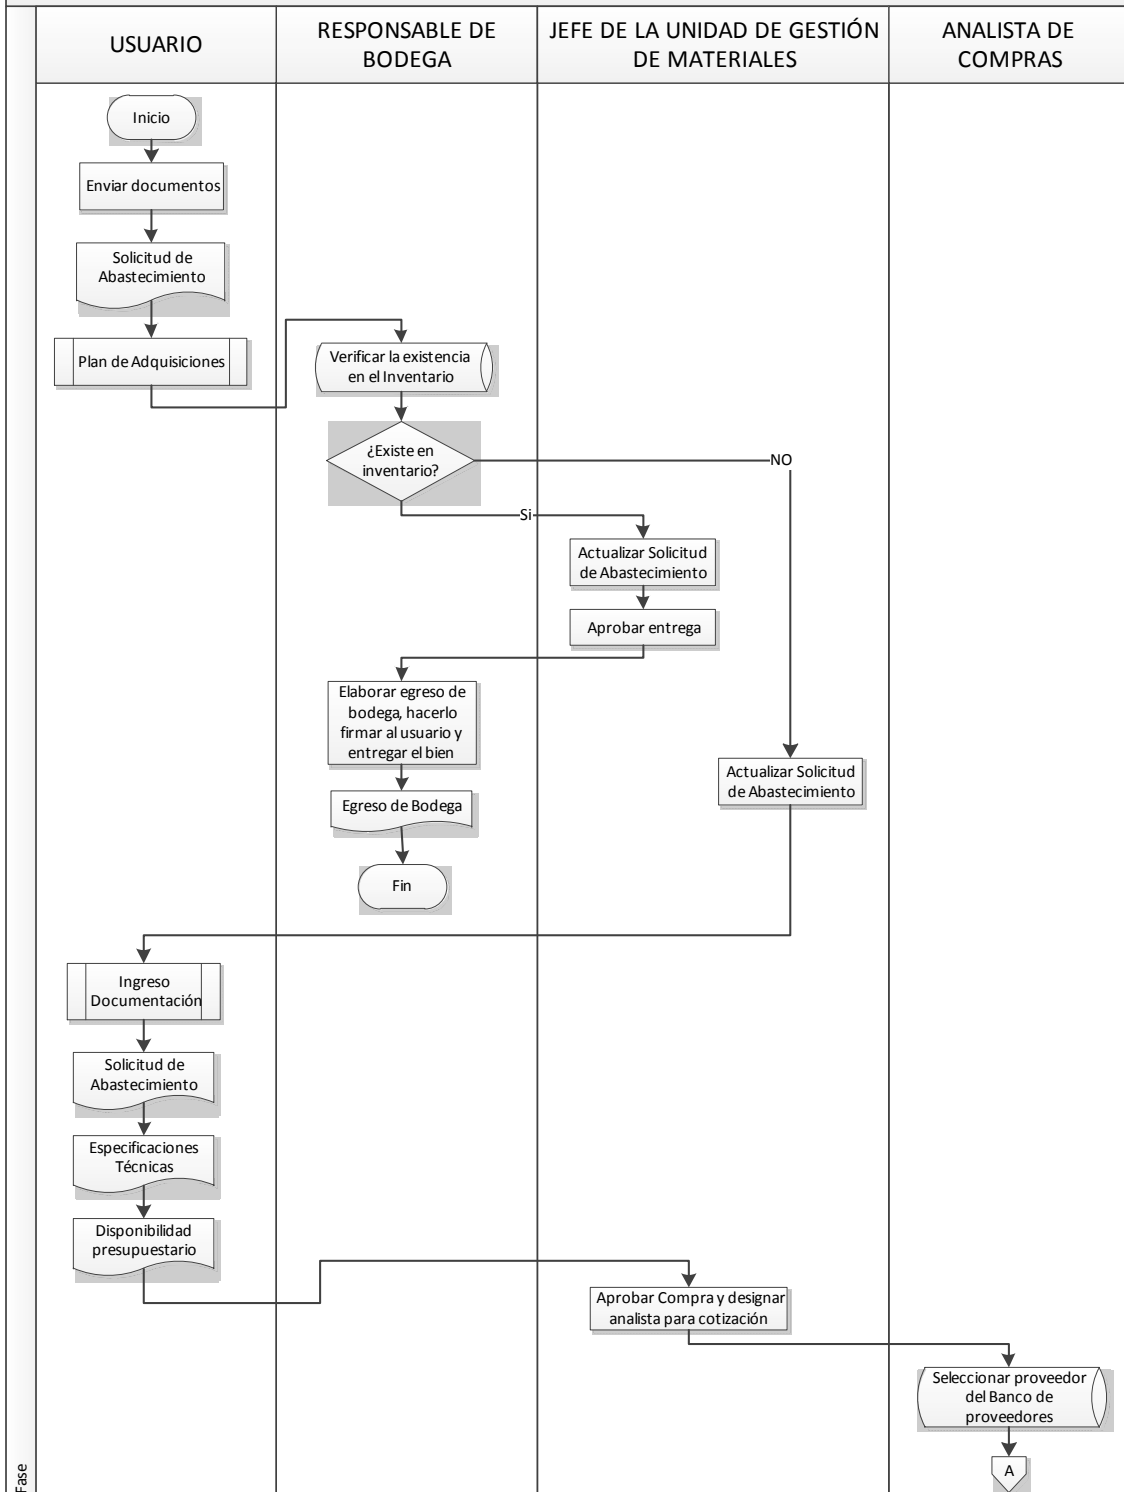 USUARIO
RESPONSABLE DE
BODEGA
JEFE DE LA UNIDAD DE GESTIÓN
DE MATERIALES
ANALISTA DE
COMPRAS
Inicio
Enviar documentos
Solicitud de
Abastecimiento
Plan de Adquisiciones
Verificar la existencia
en el Inventario
¿Existe en
inventario?
NO
Si
Actualizar Solicitud
de Abastecimiento
Aprobar entrega
Elaborar egreso de
bodega, hacerlo
firmar al usuario y
entregar el bien
Actualizar Solicitud
de Abastecimiento
Egreso de Bodega
Fin
Ingreso
Documentación
Solicitud de
Abastecimiento
Especificaciones
Técnicas
Disponibilidad
presupuestario
Aprobar Compra y designar
analista para cotización
Seleccionar proveedor
del Banco de
proveedores
A
Fase